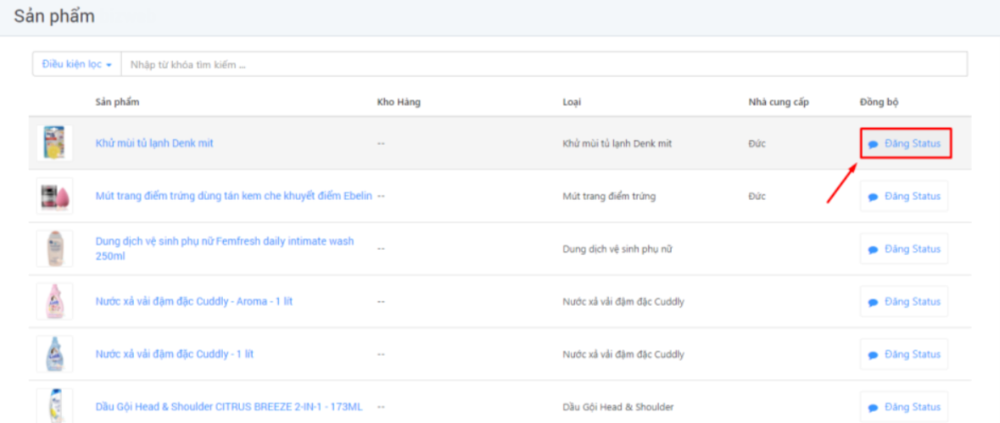 Sản phẩm
Điều kiện lọc Nhập từ khóa tìm kiếm ...
Sản phẩm Kho Hàng Loại Nhà cung cấp Đồng bộ
Khử mùi tủ lạnh Denk mit -- Khử mùi tủ lạnh Denk mit Đức Đăng Status
Mút trang điểm trứng dùng tán kem che khuyết điểm Ebelin -- Mút trang điểm trứng Đức Đăng Status
Dung dịch vệ sinh phụ nữ Femfresh daily intimate wash
250ml -- Dung dịch vệ sinh phụ nữ Đăng Status
Nước xả vải đậm đặc Cuddly - Aroma - 1 lít -- Nước xả vải đậm đặc Cuddly Đăng Status
Nước xả vải đậm đặc Cuddly - 1 lít -- Nước xả vải đậm đặc Cuddly Đăng Status
Dầu Gội Head & Shoulder CITRUS BREEZE 2-IN-1 - 173ML -- Dầu Gội Head & Shoulder Đăng Status